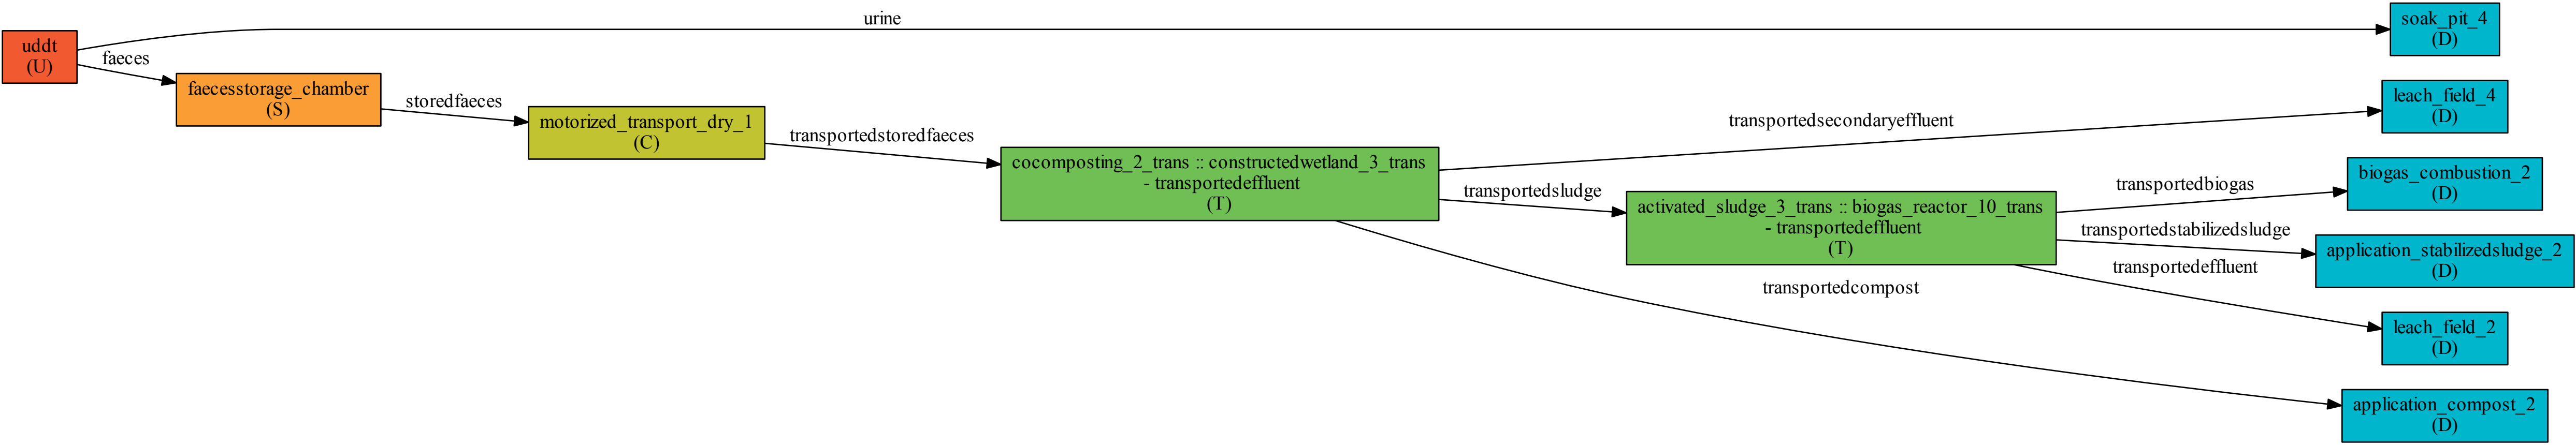 urine
uddt
(U)
faeces
faecesstorage_chamber
(S)
storedfaeces
motorized_transport_dry_1
(C)
transportedstoredfaeces
cocomposting_2_trans :: constructedwetland_3_trans
- transportedeffluent
(T)
transportedsecondaryeffluent
transportedsludge
transportedcompost
activated_sludge_3_trans :: biogas_reactor_10_trans
- transportedeffluent
(T)
transportedbiogas
transportedstabilizedsludge
transportedeffluent
soak_pit_4
(D)
leach_field_4
(D)
biogas_combustion_2
(D)
application_stabilizedsludge_2
(D)
leach_field_2
(D)
application_compost_2
(D)